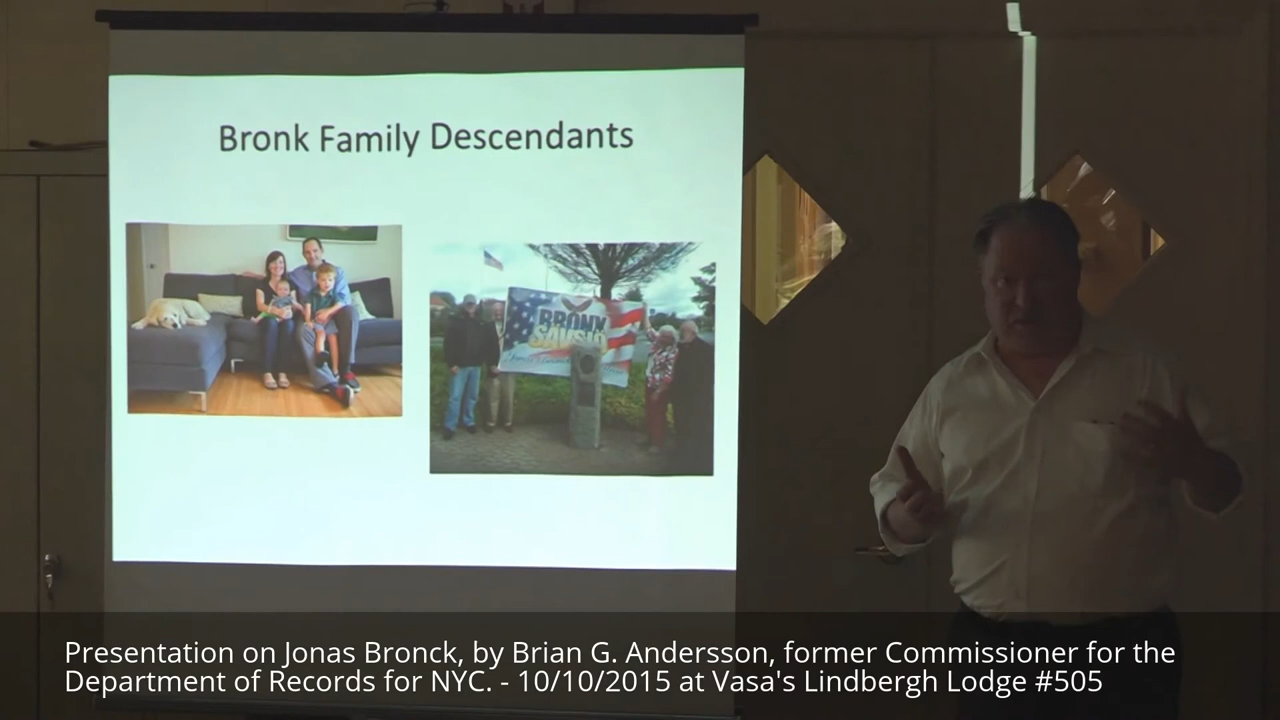 Bronk Family Descendants
BRONX
Presentation on Jonas Bronck, by Brian G. Andersson, former Commissioner for the
Department of Records for NYC. - 10/10/2015 at Vasa's Lindbergh Lodge #505